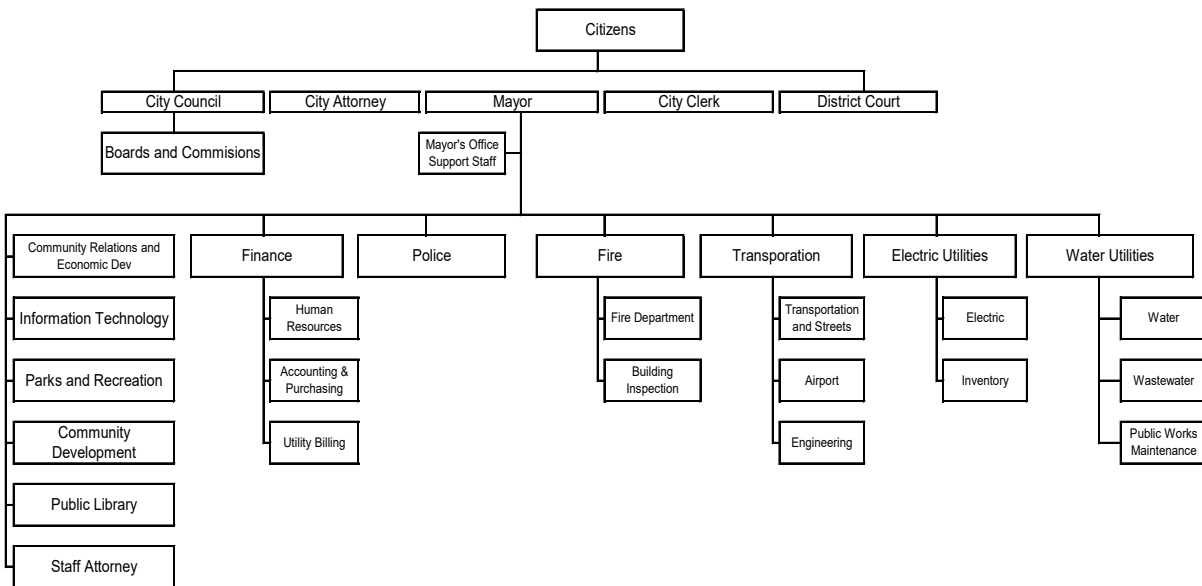 Citizens
City Council
City Attorney
Mayor
City Clerk
District Court
Boards and Commisions
Mayor's Office
Support Staff
Community Relations and
Economic Dev
Finance
Police
Fire
Transporation
Electric Utilities
Water Utilities
Information Technology
Human
Resources
Fire Department
Transportation
and Streets
Electric
Water
Parks and Recreation
Accounting &
Purchasing
Building
Inspection
Airport
Inventory
Wastewater
Community
Development
Utility Billing
Engineering
Public Works
Maintenance
Public Library
Staff Attorney